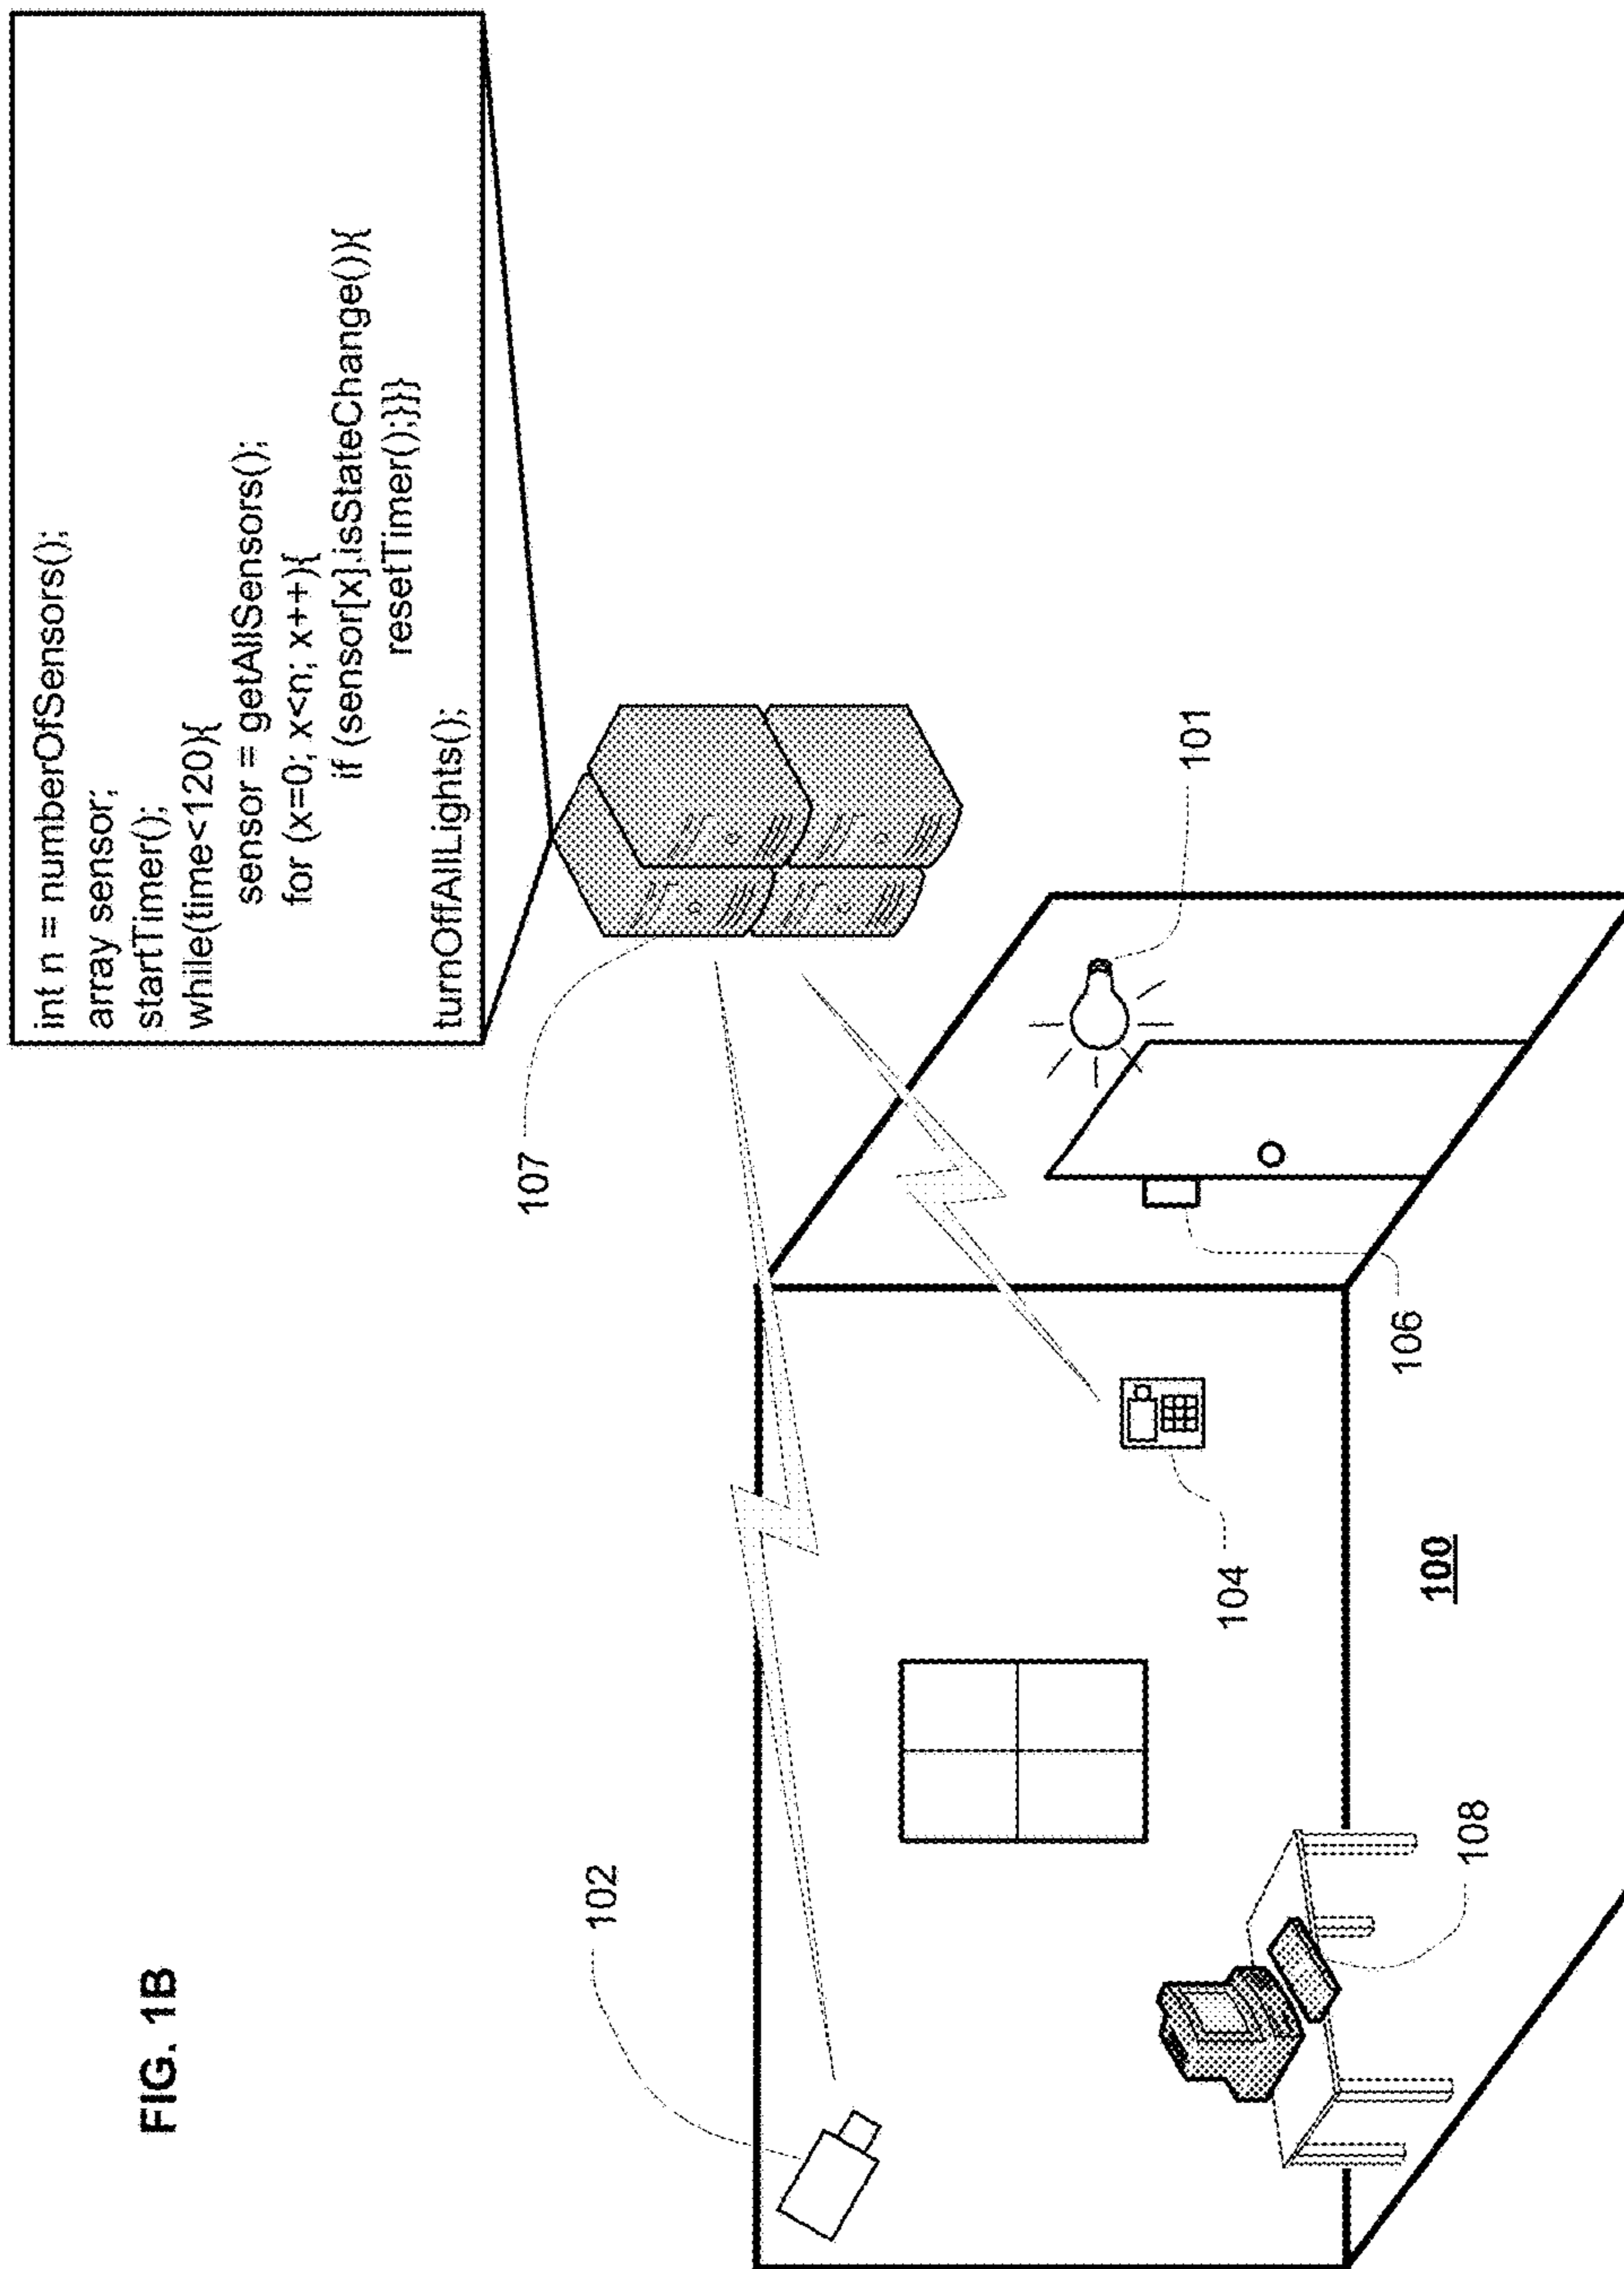 FIG. 1B
int n = numberOfSensors();
array sensor;
startTimer();
while(time<120){
sensor = getAllSensors();
for (x=0; x<n; x++){
if (sensor[x].isStateChange()){
resetTimer();}}}
turnOffAllLights();
107
102
101
106
104
100
108